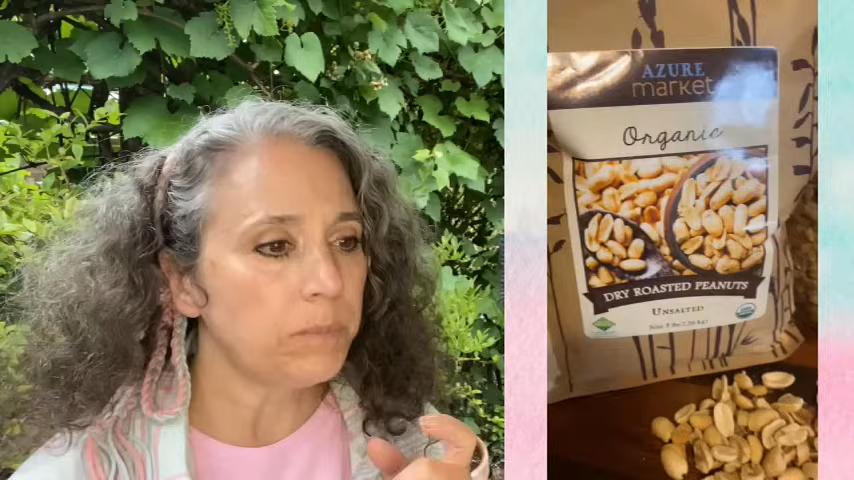 AZURE
market
Organic
DRY ROASTED PEANUTS
UNSALTED